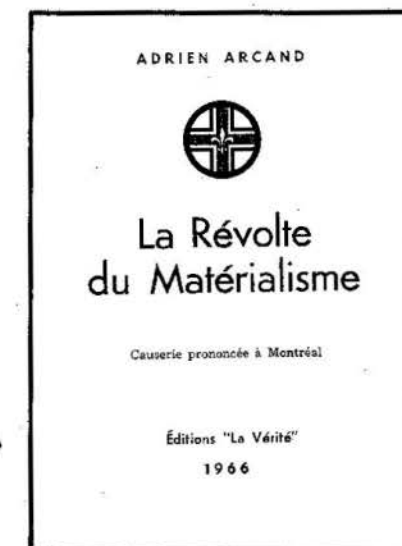 ADRIEN ARCAND
La Révolte
du Matérialisme
Causerie prononcée à Montréal
Éditions "La Vérité"
1966